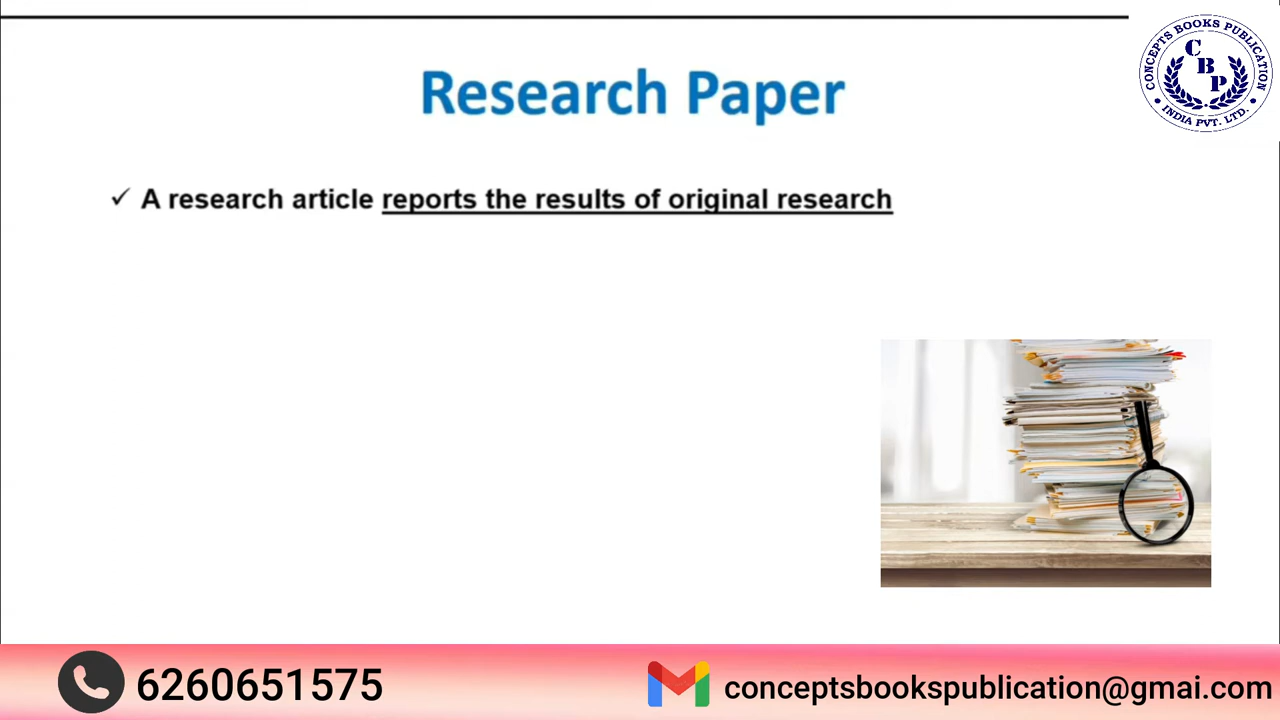 CONCEPTS BOOKS PUBLICATION
CBP
INDIA PVT. LTD.
Research Paper
✓ A research article reports the results of original research
6260651575
conceptsbookspublication@gmai.com